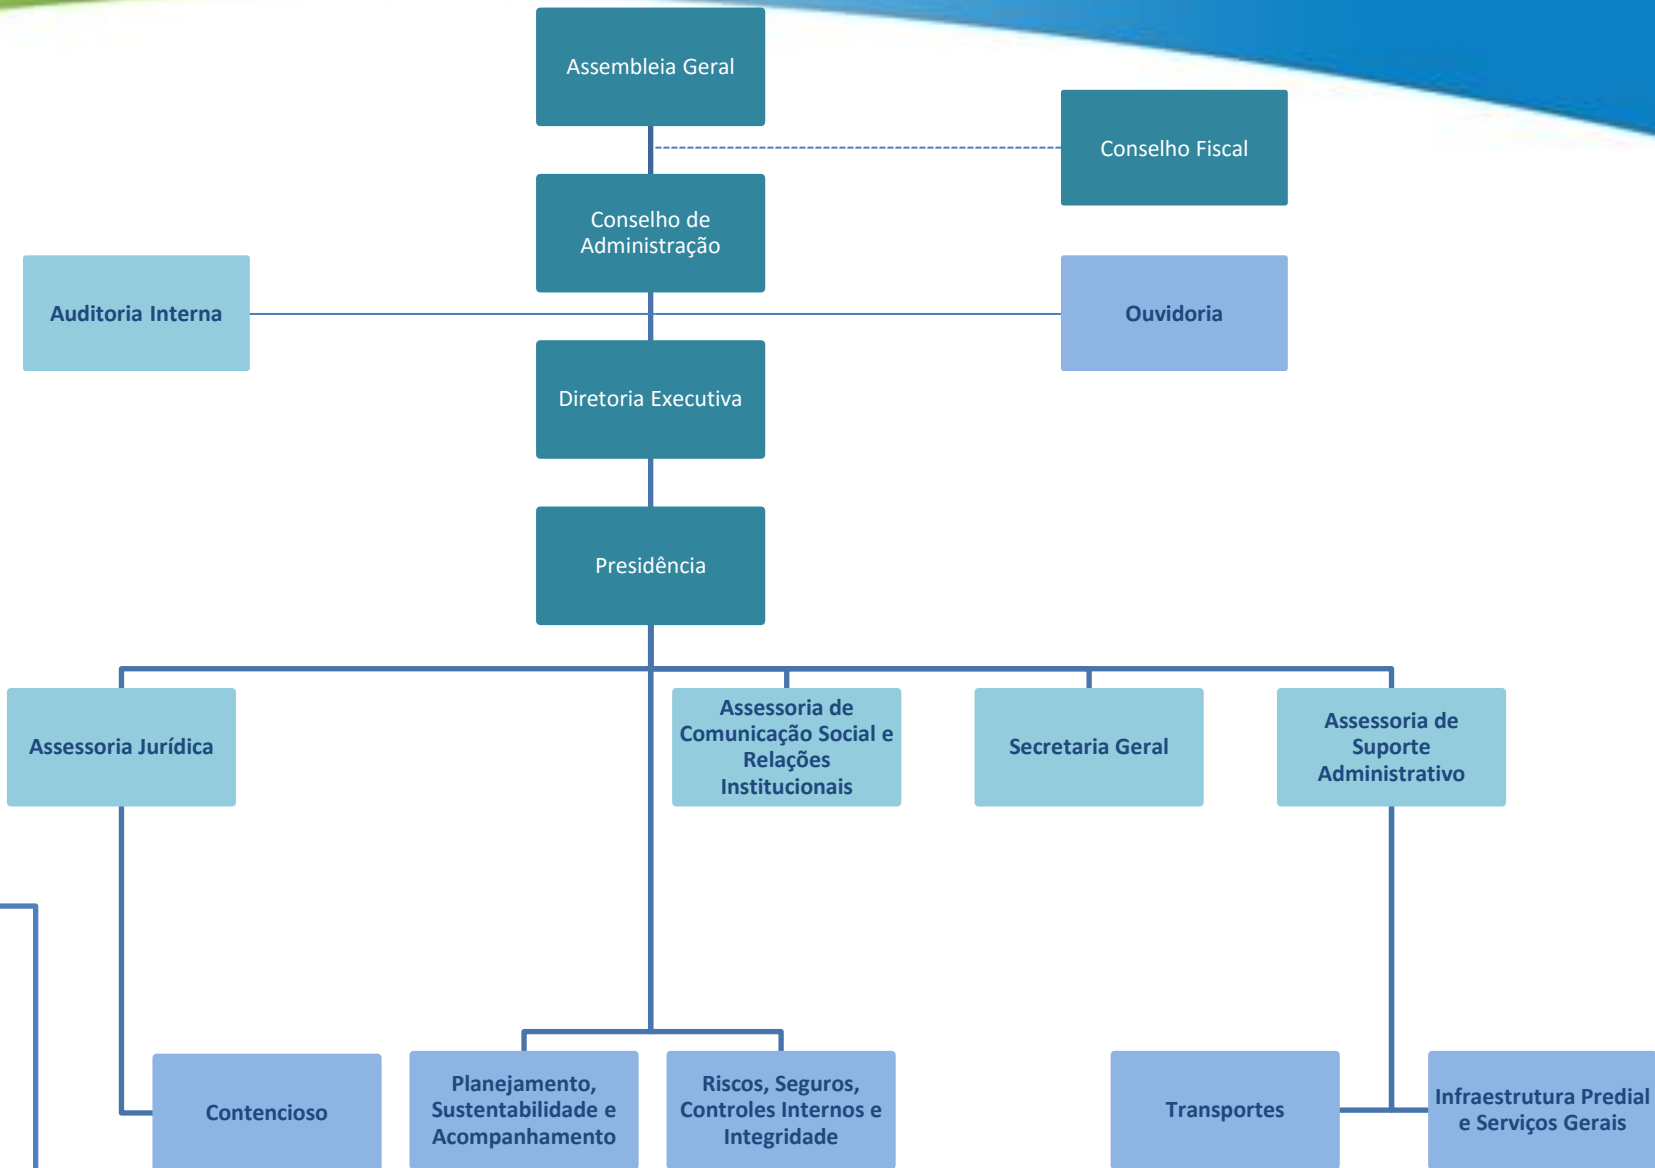 Assembleia Geral
Conselho Fiscal
Conselho de
Administração
Auditoria Interna
Ouvidoria
Diretoria Executiva
Presidência
Assessoria Jurídica
Assessoria de
Comunicação Social e
Relações
Institucionais
Secretaria Geral
Assessoria de
Suporte
Administrativo
Contencioso
Planejamento,
Sustentabilidade e
Acompanhamento
Riscos, Seguros,
Controles Internos e
Integridade
Transportes
Infraestrutura Predial
e Serviços Gerais